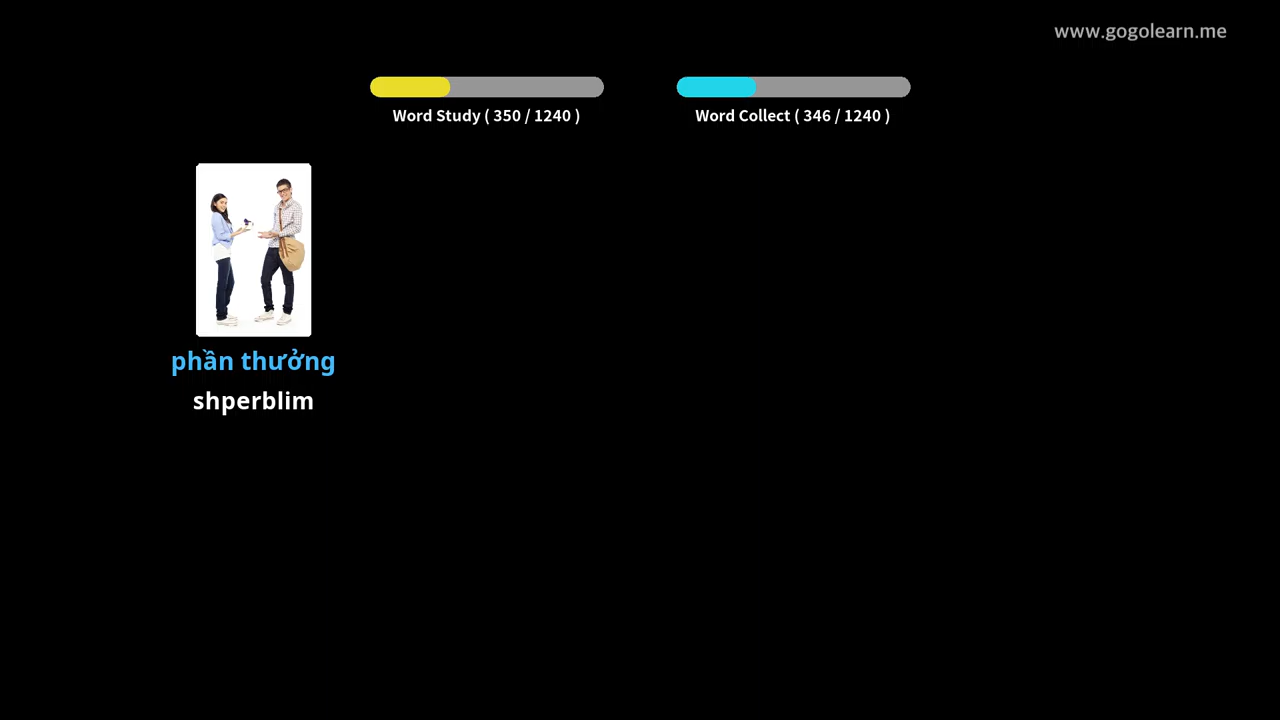 www.gogolearn.me
Word Study ( 350 / 1240 )
Word Collect ( 346 / 1240 )
phần thưởng
shperblim